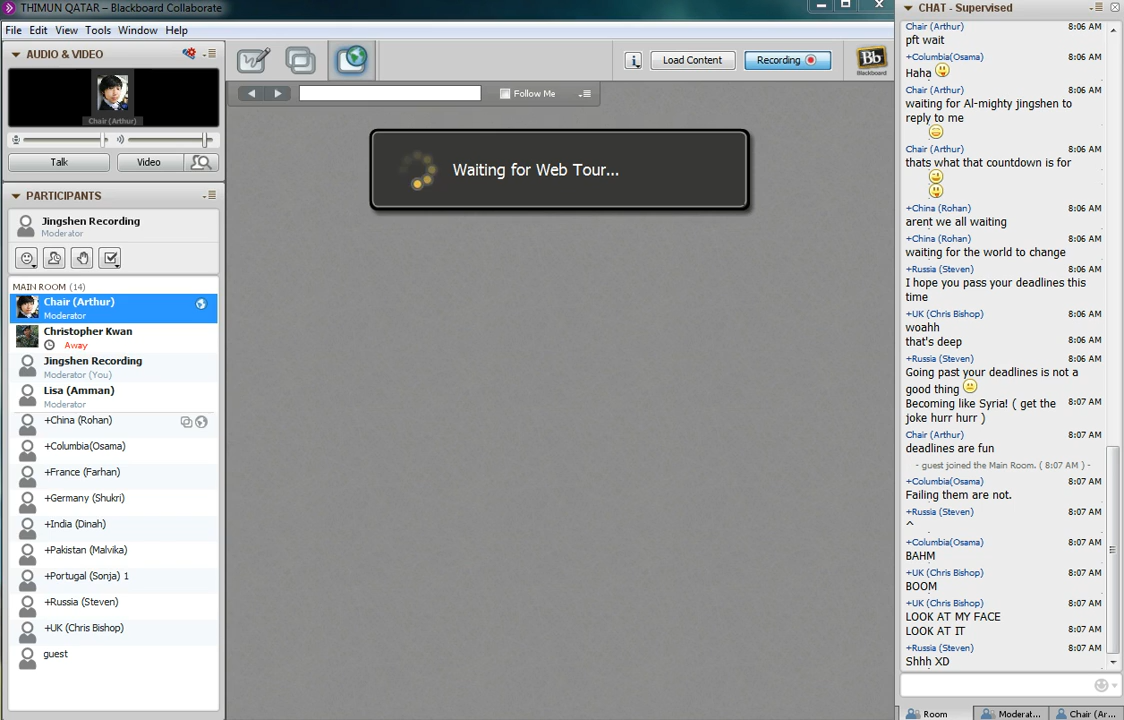 THIMUN QATAR – Blackboard Collaborate
File Edit View Tools Window Help
AUDIO & VIDEO
Chair (Arthur)
Talk
Video
PARTICIPANTS
Jingshen Recording
Moderator
MAIN ROOM (14)
Chair (Arthur)
Moderator
Christopher Kwan
Away
Jingshen Recording
Moderator (You)
Lisa (Amman)
Moderator
+China (Rohan)
+Columbia(Osama)
+France (Farhan)
+Germany (Shukri)
+India (Dinah)
+Pakistan (Malvika)
+Portugal (Sonja) 1
+Russia (Steven)
+UK (Chris Bishop)
guest
Load Content
Recording
Bb
Blackboard
Follow Me
Waiting for Web Tour...
CHAT - Supervised
Chair (Arthur) 8:06 AM
pft wait
+Columbia(Osama) 8:06 AM
Haha
Chair (Arthur) 8:06 AM
waiting for Al-mighty jingshen to
reply to me
Chair (Arthur) 8:06 AM
thats what that countdown is for
+China (Rohan) 8:06 AM
arent we all waiting
+China (Rohan) 8:06 AM
waiting for the world to change
+Russia (Steven) 8:06 AM
I hope you pass your deadlines this
time
+UK (Chris Bishop) 8:06 AM
woahh
that's deep 8:06 AM
+Russia (Steven) 8:06 AM
Going past your deadlines is not a
good thing
Becoming like Syria! ( get the 8:07 AM
joke hurr hurr )
Chair (Arthur) 8:07 AM
deadlines are fun
- guest joined the Main Room. ( 8:07 AM ) -
+Columbia(Osama) 8:07 AM
Failing them are not.
+Russia (Steven) 8:07 AM
^
+Columbia(Osama) 8:07 AM
BAHM
+UK (Chris Bishop) 8:07 AM
BOOM
+UK (Chris Bishop) 8:07 AM
LOOK AT MY FACE
LOOK AT IT 8:07 AM
+Russia (Steven) 8:07 AM
Shhh XD
Room
Moderat...
Chair (Ar...